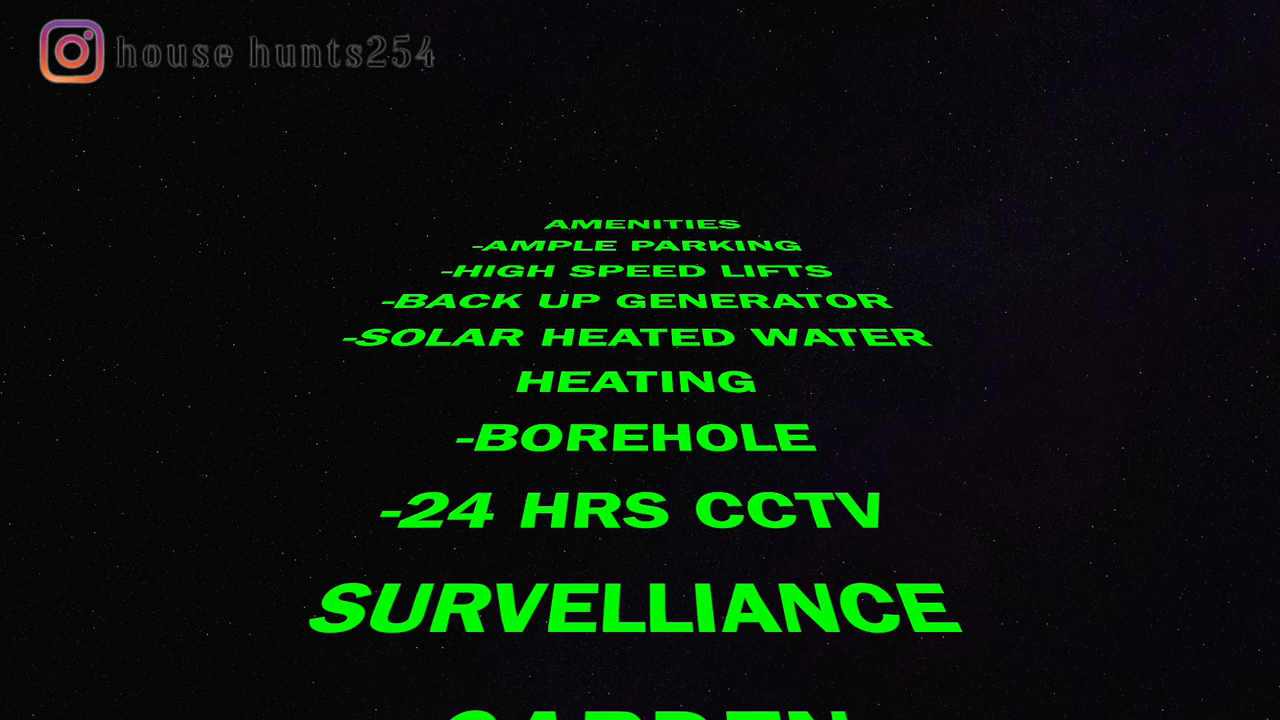 house hunts254
AMENITIES
-AMPLE PARKING
-HIGH SPEED LIFTS
-BACK UP GENERATOR
-SOLAR HEATED WATER
HEATING
-BOREHOLE
-24 HRS CCTV
SURVELLIANCE
GARDEN